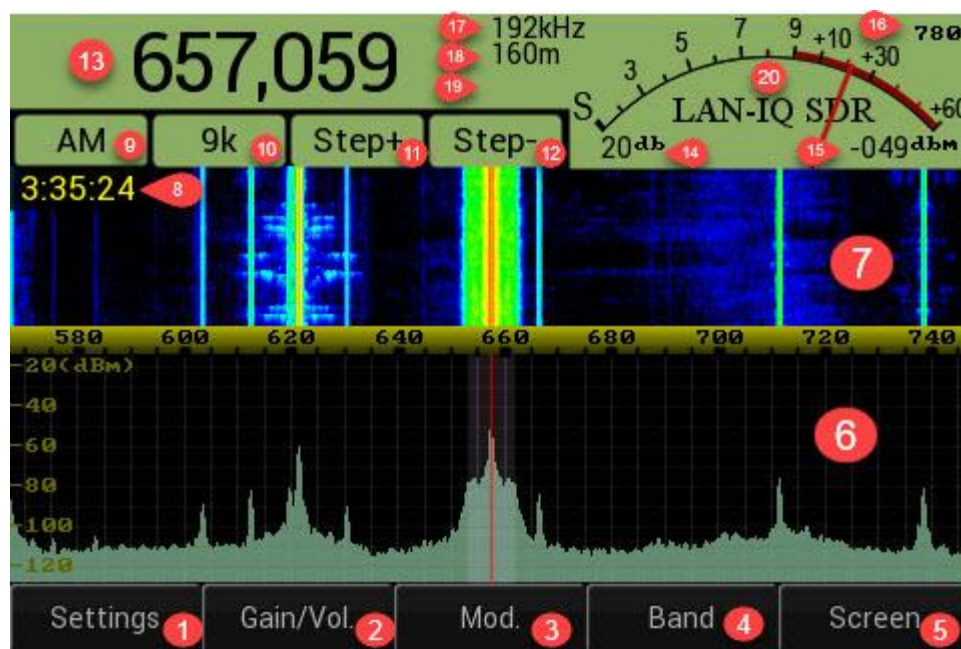 13 657,059
17 192kHz
18 160m
19
S 3 5 7 9 +10 +30 +60
16 780
20
LAN-IQ SDR
20db 14 15 -049dBm
AM 9 9k 10 Step+ 11 Step- 12
3:35:24 8
7
580 600 620 640 660 680 700 720 740
-20(dBm)
-40
-60
6
-80
-100
-120
Settings 1 Gain/Vol. 2 Mod. 3 Band 4 Screen 5